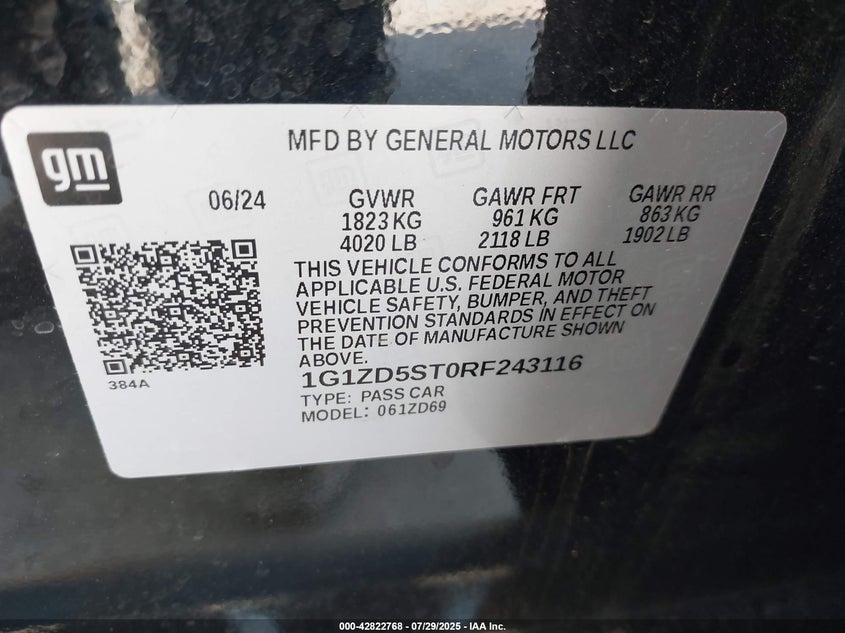 gm
MFD BY GENERAL MOTORS LLC
06/24 GVWR GAWR FRT GAWR RR
1823 KG 961 KG 863 KG
4020 LB 2118 LB 1902 LB
THIS VEHICLE CONFORMS TO ALL
APPLICABLE U.S. FEDERAL MOTOR
VEHICLE SAFETY, BUMPER, AND THEFT
PREVENTION STANDARDS IN EFFECT ON
THE DATE OF MANUFACTURE SHOWN
ABOVE.
384A
1G1ZD5ST0RF243116
TYPE: PASS CAR
MODEL: 061ZD69
000-42822768 - 07/29/2025 - IAA Inc.